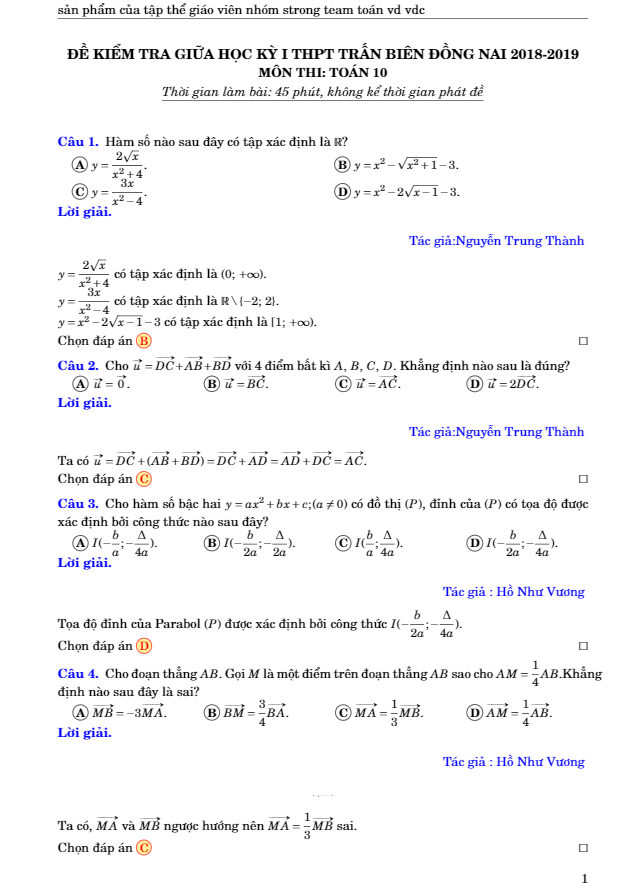 sản phẩm của tập thể giáo viên nhóm strong team toán vd vdc
ĐỀ KIỂM TRA GIỮA HỌC KỲ I THPT TRẤN BIÊN ĐỒNG NAI 2018-2019
MÔN THI: TOÁN 10
Thời gian làm bài: 45 phút, không kể thời gian phát đề
Câu 1. Hàm số nào sau đây có tập xác định là ℝ?
Ⓐ y = \frac{2\sqrt{x}}{x^2+4}. Ⓑ y = x^2 − \sqrt{x^2+1} − 3.
Ⓒ y = \frac{3x}{x^2−4}. Ⓓ y = x^2 − 2\sqrt{x−1} − 3.
Lời giải.
Tác giả:Nguyễn Trung Thành
y = \frac{2\sqrt{x}}{x^2+4} có tập xác định là (0; +∞).
y = \frac{3x}{x^2−4} có tập xác định là ℝ \ {−2; 2}.
y = x^2 − 2\sqrt{x−1} − 3 có tập xác định là [1; +∞).
Chọn đáp án Ⓑ □
Câu 2. Cho \vec{u} = \overrightarrow{DC} + \overrightarrow{AB} + \overrightarrow{BD} với 4 điểm bất kì A, B, C, D. Khẳng định nào sau là đúng?
Ⓐ \vec{u} = \vec{0}. Ⓑ \vec{u} = \overrightarrow{BC}. Ⓒ \vec{u} = \overrightarrow{AC}. Ⓓ \vec{u} = 2\overrightarrow{DC}.
Lời giải.
Tác giả:Nguyễn Trung Thành
Ta có \vec{u} = \overrightarrow{DC} + (\overrightarrow{AB} + \overrightarrow{BD}) = \overrightarrow{DC} + \overrightarrow{AD} = \overrightarrow{AD} + \overrightarrow{DC} = \overrightarrow{AC}.
Chọn đáp án Ⓒ □
Câu 3. Cho hàm số bậc hai y = ax^2 + bx + c;(a ≠ 0) có đồ thị (P), đỉnh của (P) có tọa độ được
xác định bởi công thức nào sau đây?
Ⓐ I(−\frac{b}{a}; −\frac{Δ}{4a}). Ⓑ I(−\frac{b}{2a}; −\frac{Δ}{2a}). Ⓒ I(\frac{b}{a}; \frac{Δ}{4a}). Ⓓ I(−\frac{b}{2a}; −\frac{Δ}{4a}).
Lời giải.
Tác giả : Hồ Như Vương
Tọa độ đỉnh của Parabol (P) được xác định bởi công thức I(−\frac{b}{2a}; −\frac{Δ}{4a}).
Chọn đáp án Ⓓ □
Câu 4. Cho đoạn thẳng AB. Gọi M là một điểm trên đoạn thẳng AB sao cho AM = \frac{1}{4}AB.Khẳng
định nào sau đây là sai?
Ⓐ \overrightarrow{MB} = −3\overrightarrow{MA}. Ⓑ \overrightarrow{BM} = \frac{3}{4}\overrightarrow{BA}. Ⓒ \overrightarrow{MA} = \frac{1}{3}\overrightarrow{MB}. Ⓓ \overrightarrow{AM} = \frac{1}{4}\overrightarrow{AB}.
Lời giải.
Tác giả : Hồ Như Vương
Ta có, \overrightarrow{MA} và \overrightarrow{MB} ngược hướng nên \overrightarrow{MA} = \frac{1}{3}\overrightarrow{MB} sai.
Chọn đáp án Ⓒ □
1